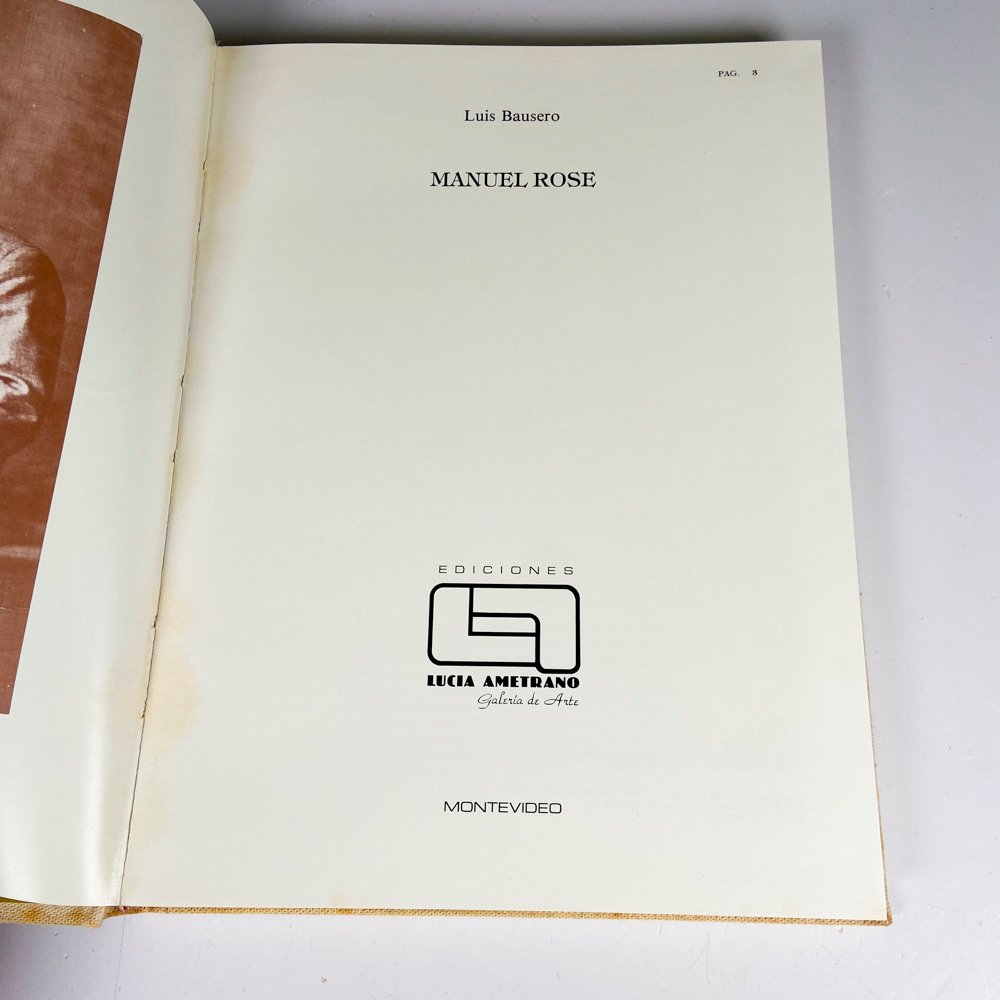 PAG. 3
Luis Bausero
MANUEL ROSE
EDICIONES
LUCIA AMETRANO
Galería de Arte
MONTEVIDEO